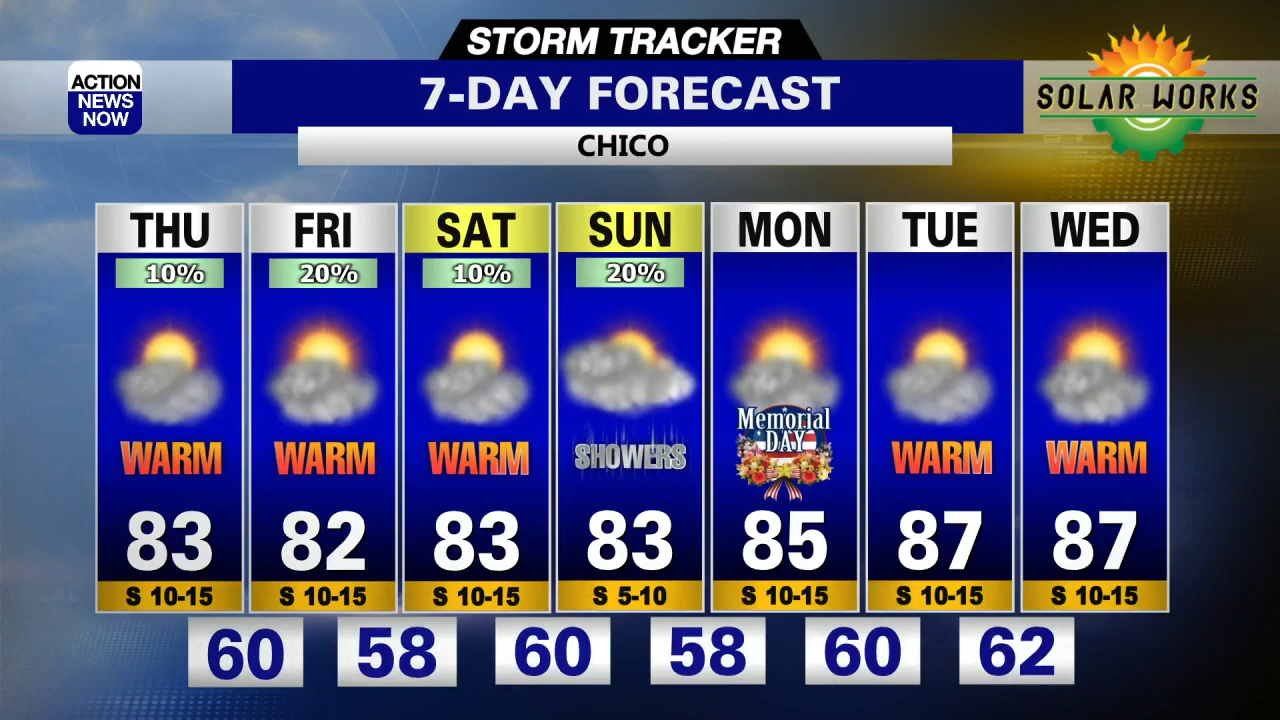 STORM TRACKER
ACTION
NEWS
NOW
7-DAY FORECAST
SOLAR WORKS
CHICO
THU FRI SAT SUN MON TUE WED
10% 20% 10% 20%
Memorial
DAY
WARM WARM WARM SHOWERS WARM WARM
83 82 83 83 85 87 87
S 10-15 S 10-15 S 10-15 S 5-10 S 10-15 S 10-15 S 10-15
60 58 60 58 60 62